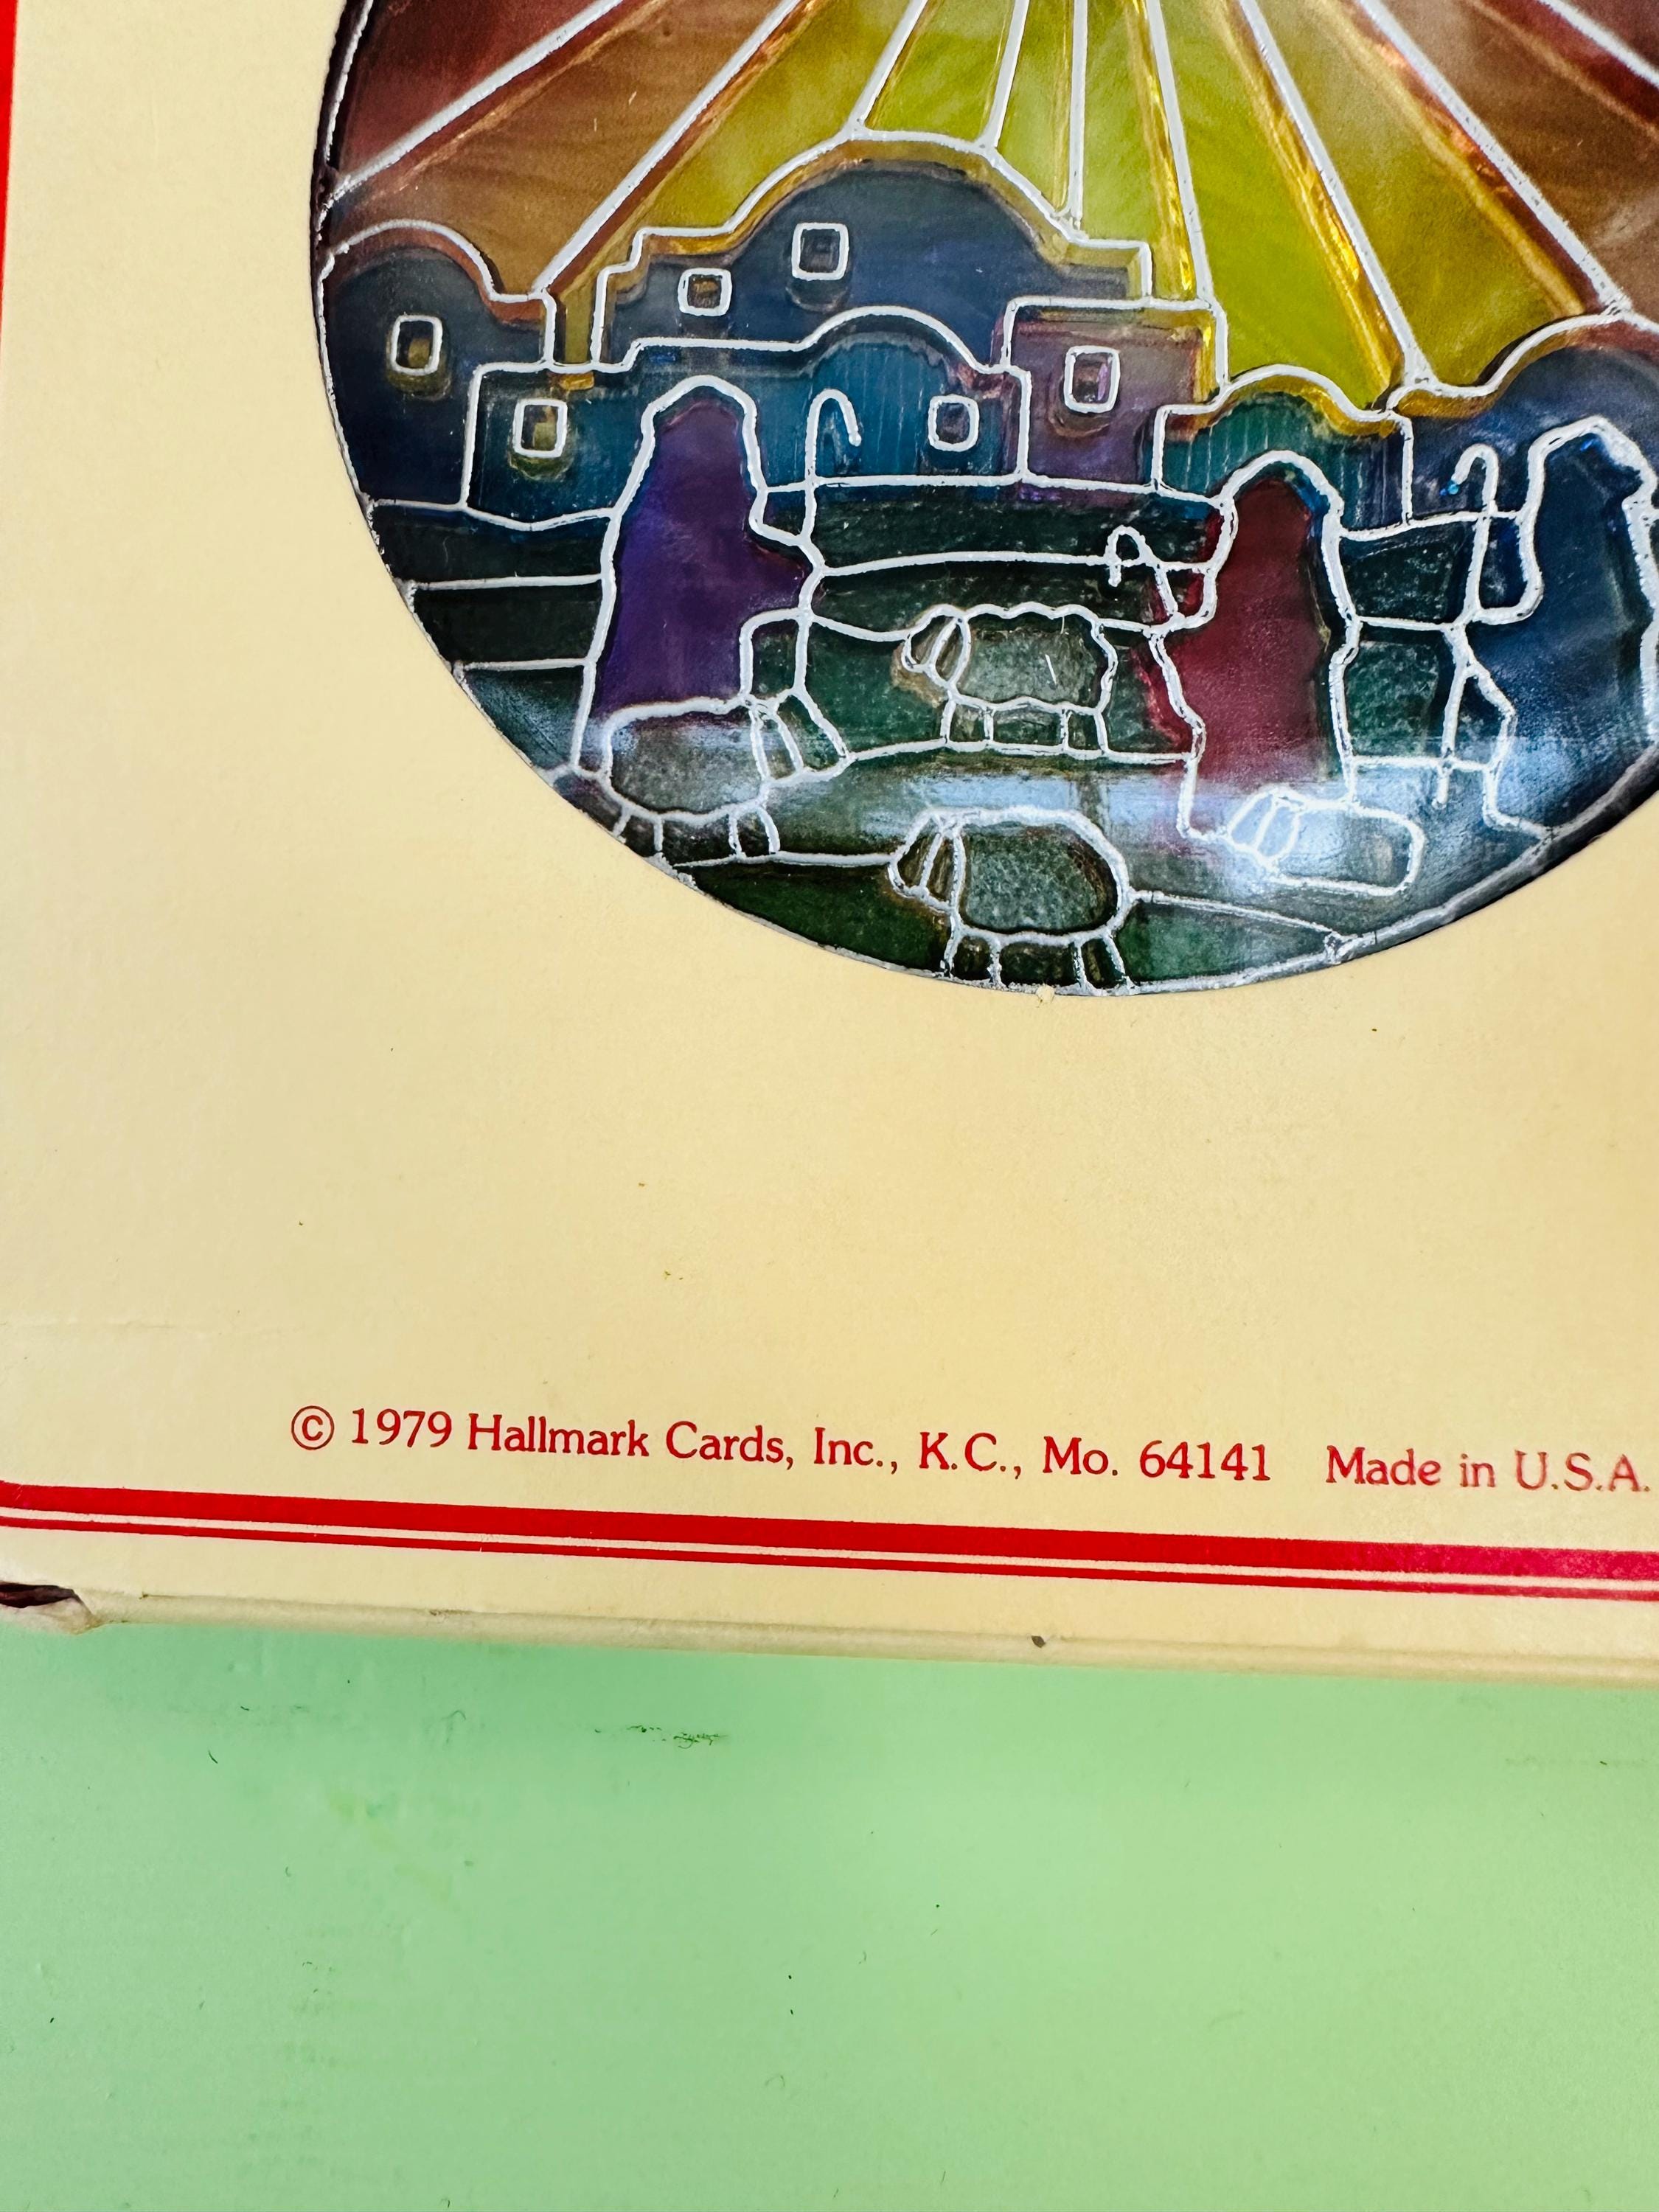 © 1979 Hallmark Cards, Inc., K.C., Mo. 64141 Made in U.S.A.